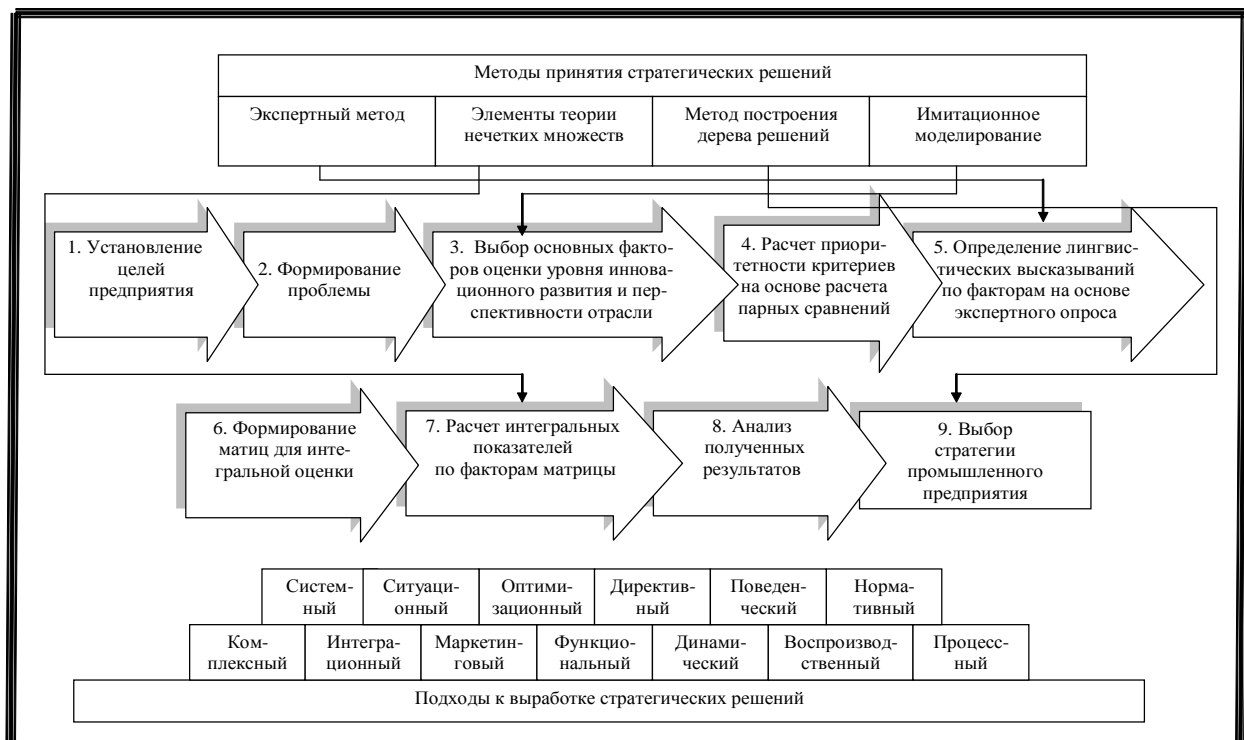 Методы принятия стратегических решений
Экспертный метод
Элементы теории
нечетких множеств
Метод построения
дерева решений
Имитационное
моделирование
1. Установление
целей
предприятия
2. Формирование
проблемы
3. Выбор основных факто-
ров оценки уровня иннова-
ционного развития и пер-
спективности отрасли
4. Расчет приори-
тетности критериев
на основе расчета
парных сравнений
5. Определение лингвис-
тических высказываний
по факторам на основе
экспертного опроса
6. Формирование
матиц для инте-
гральной оценки
7. Расчет интегральных
показателей
по факторам матрицы
8. Анализ
полученных
результатов
9. Выбор
стратегии
промышленного
предприятия
Систем-
ный
Ситуаци-
онный
Оптими-
зационный
Директив-
ный
Поведен-
ческий
Норма-
тивный
Ком-
плексный
Интегра-
ционный
Маркетин-
говый
Функцио-
нальный
Динами-
ческий
Воспроизвод-
ственный
Процесс-
ный
Подходы к выработке стратегических решений